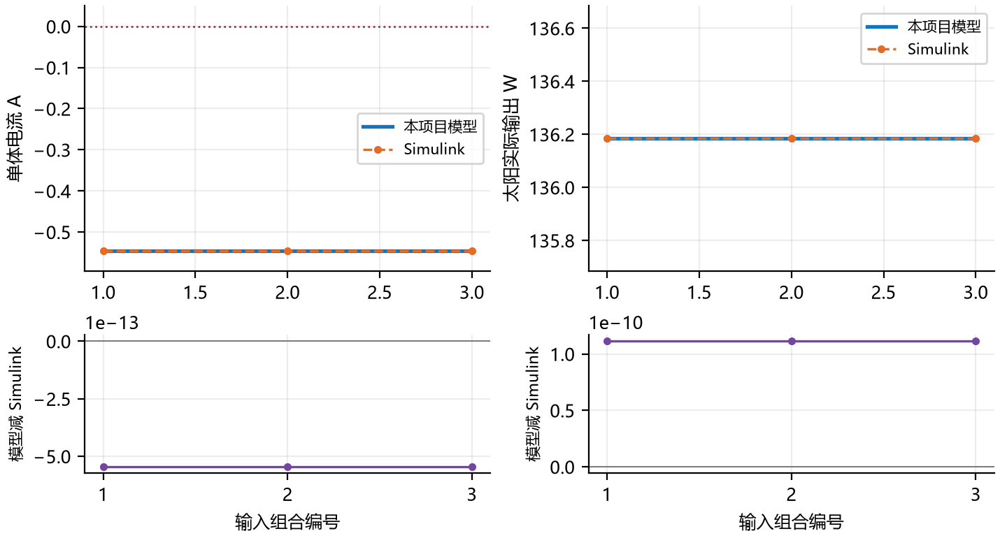 单体电流 A
0.0
−0.1
−0.2
−0.3
−0.4
−0.5
本项目模型
Simulink
1.0 1.5 2.0 2.5 3.0
太阳实际输出 W
136.6
136.4
136.2
136.0
135.8
本项目模型
Simulink
1.0 1.5 2.0 2.5 3.0
模型减 Simulink
1e−13
0.0
−2.5
−5.0
1 2 3
输入组合编号
模型减 Simulink
1e−10
1.0
0.5
0.0
1 2 3
输入组合编号